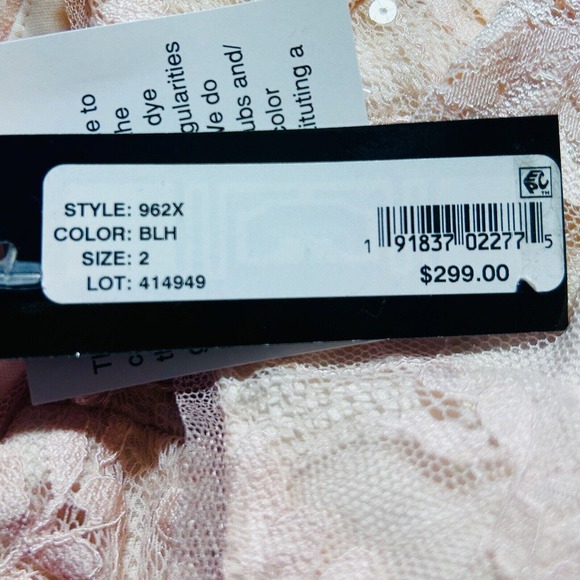 e to
he
dye
gularities
We do
ubs and/
color
ituting a
STYLE: 962X
COLOR: BLH
SIZE: 2
LOT: 414949
1 91837 02277 5
$299.00